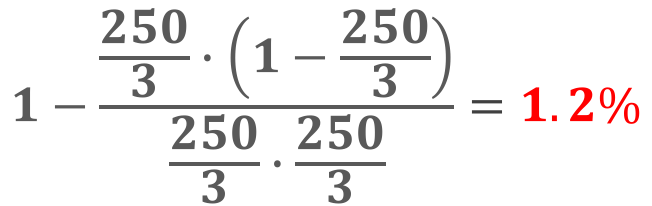 1 − (250/3 · (1 − 250/3)) / (250/3 · 250/3) = 1.2%